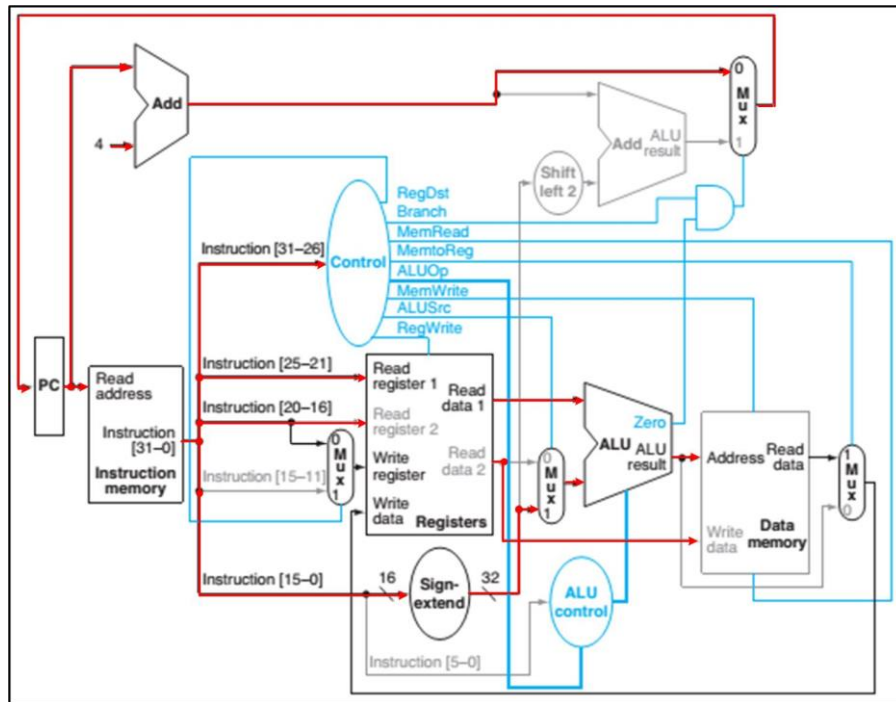 0
M
u
x
1
Add
4
Add
ALU
result
Shift
left 2
RegDst
Branch
MemRead
MemtoReg
ALUOp
MemWrite
ALUSrc
RegWrite
Control
Instruction [31–26]
Instruction [25–21]
Instruction [20–16]
Instruction [15–11]
Instruction [15–0]
Instruction [5–0]
PC
Read
address
Instruction
[31–0]
Instruction
memory
0
M
u
x
1
Read
register 1
Read
register 2
Write
register
Write
data
Read
data 1
Read
data 2
Registers
0
M
u
x
1
Zero
ALU
ALU
result
Address
Read
data
Write
data
Data
memory
1
M
u
x
0
16
Sign-
extend
32
ALU
control